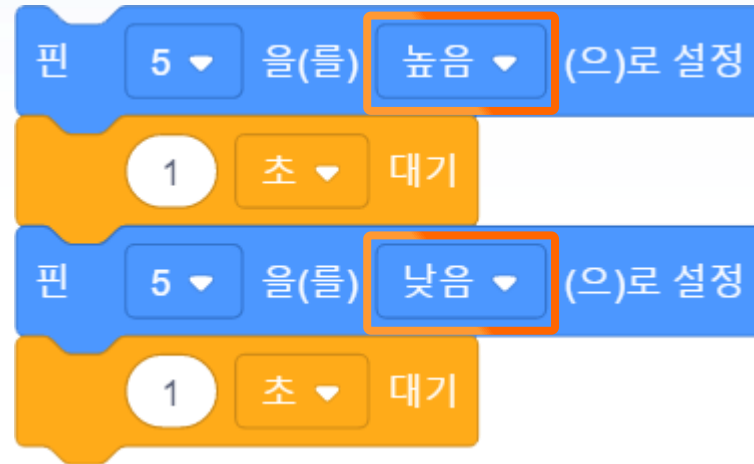 핀 5 을(를) 높음 (으)로 설정
1 초 대기
핀 5 을(를) 낮음 (으)로 설정
1 초 대기